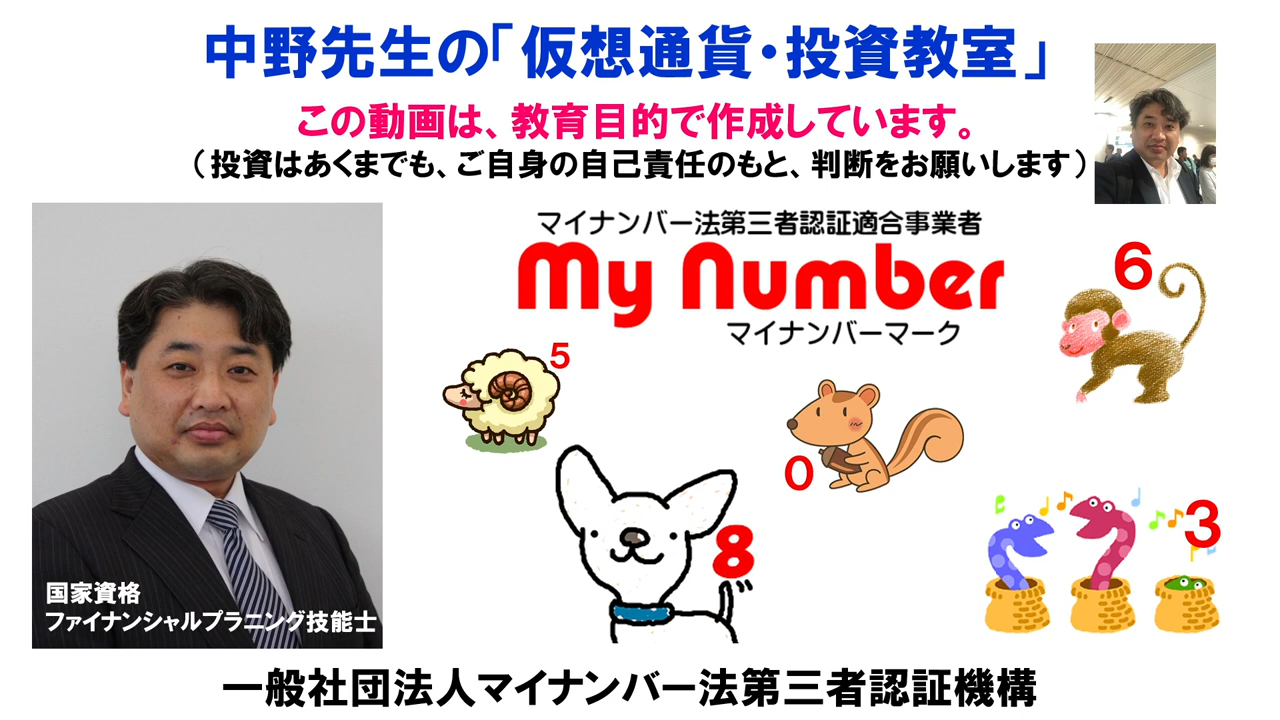 中野先生の「仮想通貨・投資教室」
この動画は、教育目的で作成しています。
（投資はあくまでも、ご自身の自己責任のもと、判断をお願いします）
マイナンバー法第三者認証適合事業者
My Number
マイナンバーマーク
6
5
0
8
3
国家資格
ファイナンシャルプラニング技能士
一般社団法人マイナンバー法第三者認証機構